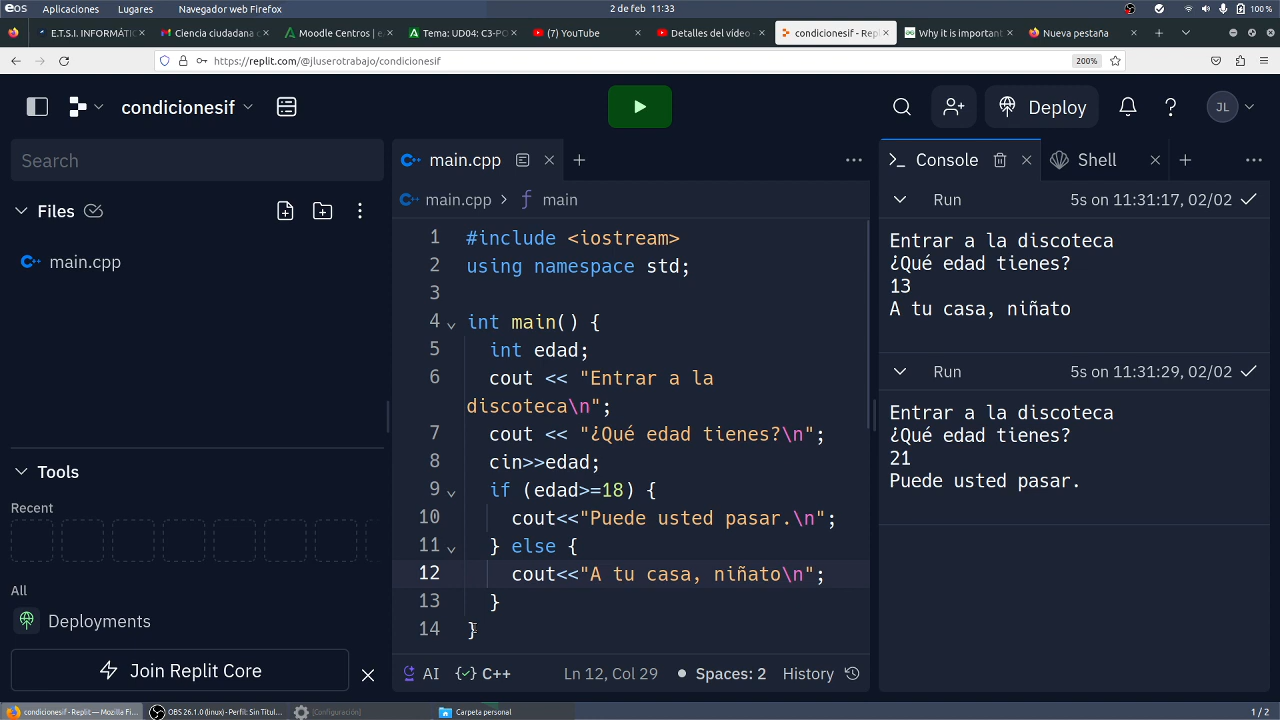 eos Aplicaciones Lugares Navegador web Firefox 2 de feb 11:33 100 %
E.T.S.I. INFORMÁTIC Ciencia ciudadana c Moodle Centros | e. Tema: UD04: C3-PO (7) YouTube Detalles del vídeo - condicionesif - Repl Why it is important Nueva pestaña
https://replit.com/@jluserotrabajo/condicionesif 200%
condicionesif Deploy JL
Search
main.cpp
Console Shell
Files
main.cpp > main
Run 5s on 11:31:17, 02/02
main.cpp
1 #include <iostream>
2 using namespace std;
3
4 int main() {
5 int edad;
6 cout << "Entrar a la
discoteca\n";
7 cout << "¿Qué edad tienes?\n";
8 cin>>edad;
9 if (edad>=18) {
10 cout<<"Puede usted pasar.\n";
11 } else {
12 cout<<"A tu casa, niñato\n";
13 }
14 }
Entrar a la discoteca
¿Qué edad tienes?
13
A tu casa, niñato
Run 5s on 11:31:29, 02/02
Entrar a la discoteca
¿Qué edad tienes?
21
Puede usted pasar.
Tools
Recent
All
Deployments
Join Replit Core
AI C++ Ln 12, Col 29 Spaces: 2 History
condicionesif - Replit — Mozilla Fi... OBS 26.1.0 (linux) - Perfil: Sin Titul... [Configuración] Carpeta personal 1 / 2